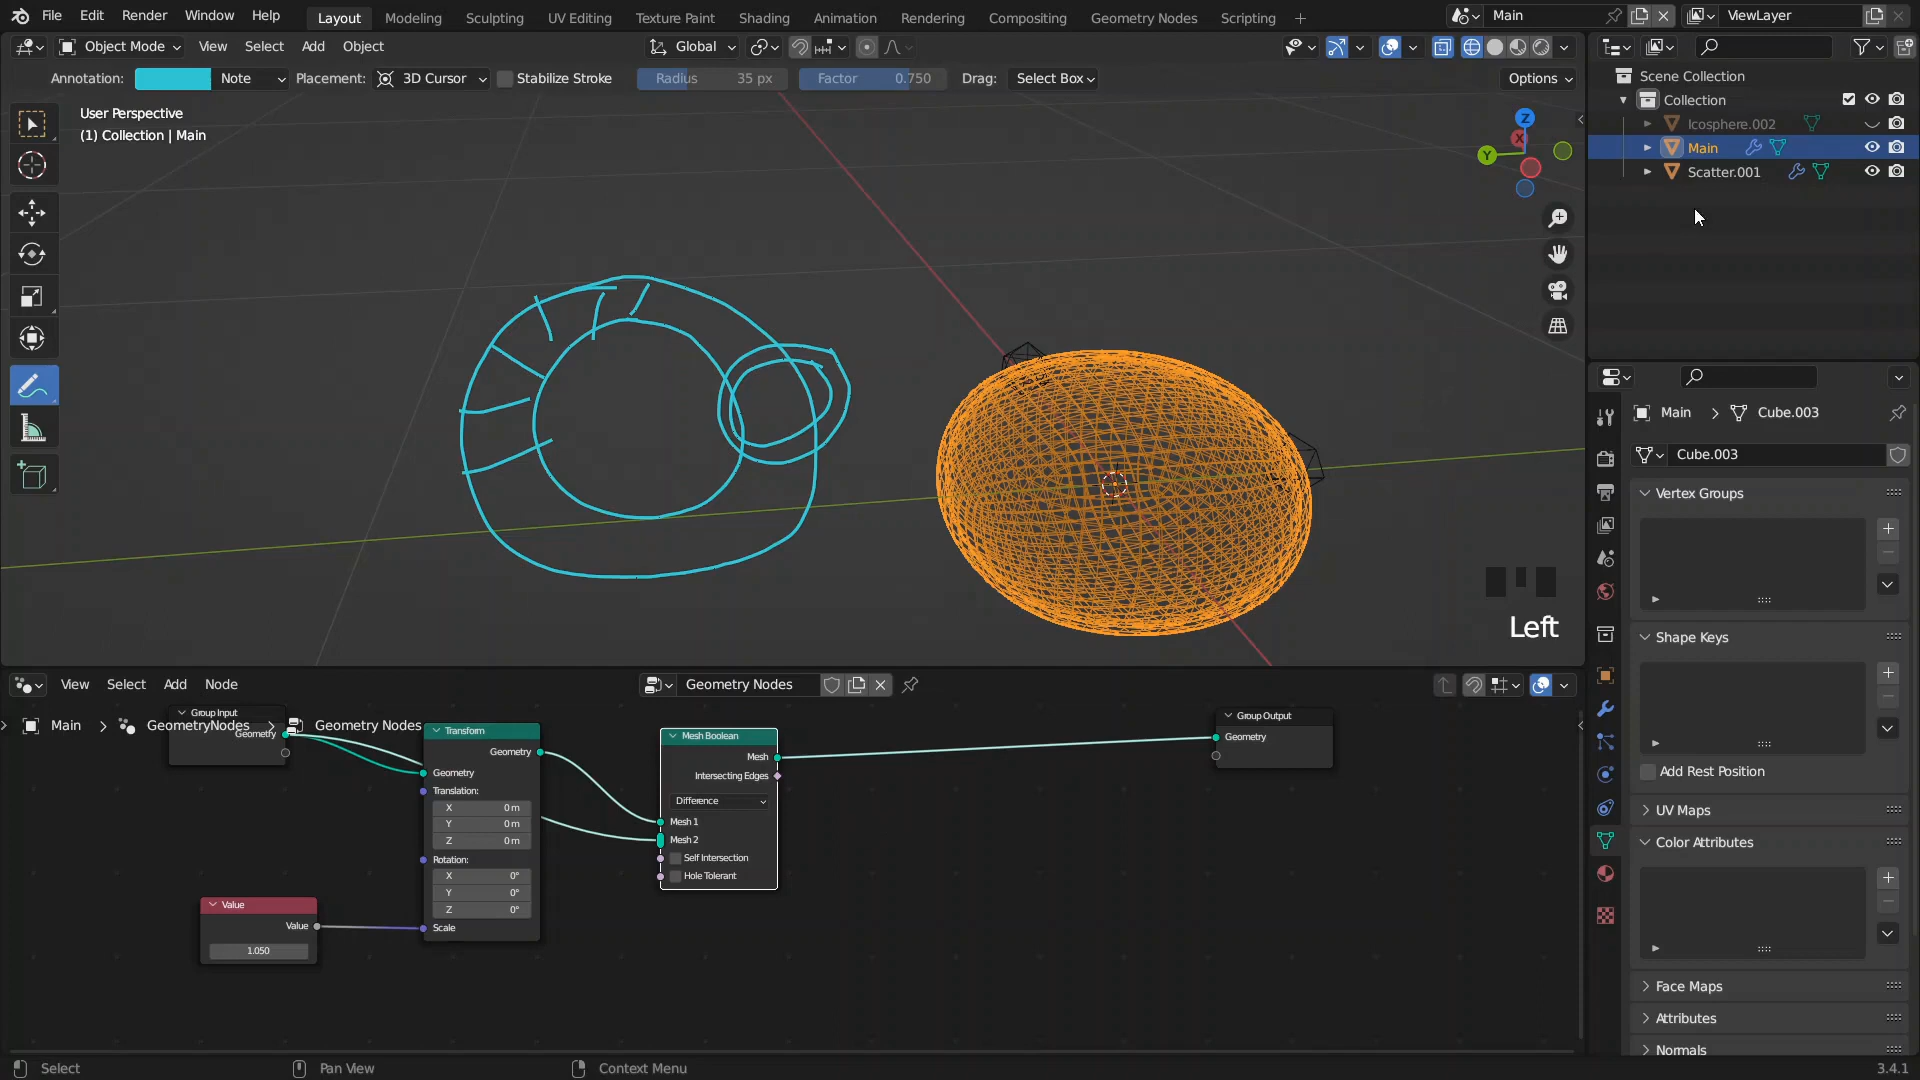 File Edit Render Window Help Layout Modeling Sculpting UV Editing Texture Paint Shading Animation Rendering Compositing Geometry Nodes Scripting + Main ViewLayer
Object Mode View Select Add Object Global
Annotation: Note Placement: 3D Cursor Stabilize Stroke Radius 35 px Factor 0.750 Drag: Select Box Options
User Perspective
(1) Collection | Main
Z
X
Y
Left
Scene Collection
Collection
Icosphere.002
Main
Scatter.001
Main > Cube.003
Cube.003
Vertex Groups
Shape Keys
Add Rest Position
UV Maps
Color Attributes
Face Maps
Attributes
Normals
View Select Add Node Geometry Nodes
Main > GeometryNodes > Geometry Nodes
Group Input
Geometry
Transform
Geometry
Geometry
Translation:
X 0 m
Y 0 m
Z 0 m
Rotation:
X 0°
Y 0°
Z 0°
Scale
Value
Value
1.050
Mesh Boolean
Mesh
Intersecting Edges
Difference
Mesh 1
Mesh 2
Self Intersection
Hole Tolerant
Group Output
Geometry
Select Pan View Context Menu 3.4.1